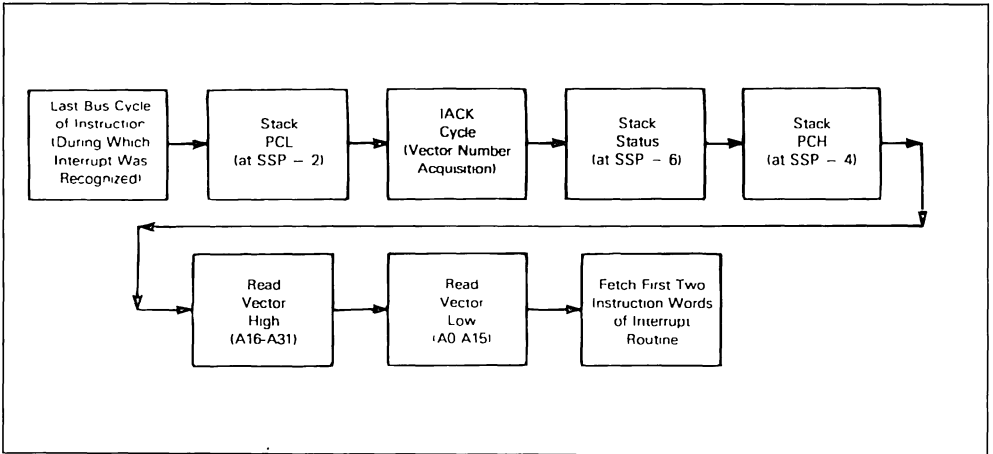 Last Bus Cycle
of Instruction
(During Which
Interrupt Was
Recognized)
Stack
PCL
(at SSP – 2)
IACK
Cycle
(Vector Number
Acquisition)
Stack
Status
(at SSP – 6)
Stack
PCH
(at SSP – 4)
Read
Vector
High
(A16-A31)
Read
Vector
Low
(A0 A15)
Fetch First Two
Instruction Words
of Interrupt
Routine